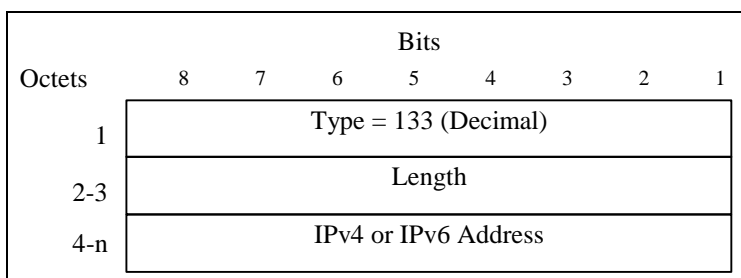 Bits
Octets 8 7 6 5 4 3 2 1
1 Type = 133 (Decimal)
2-3 Length
4-n IPv4 or IPv6 Address